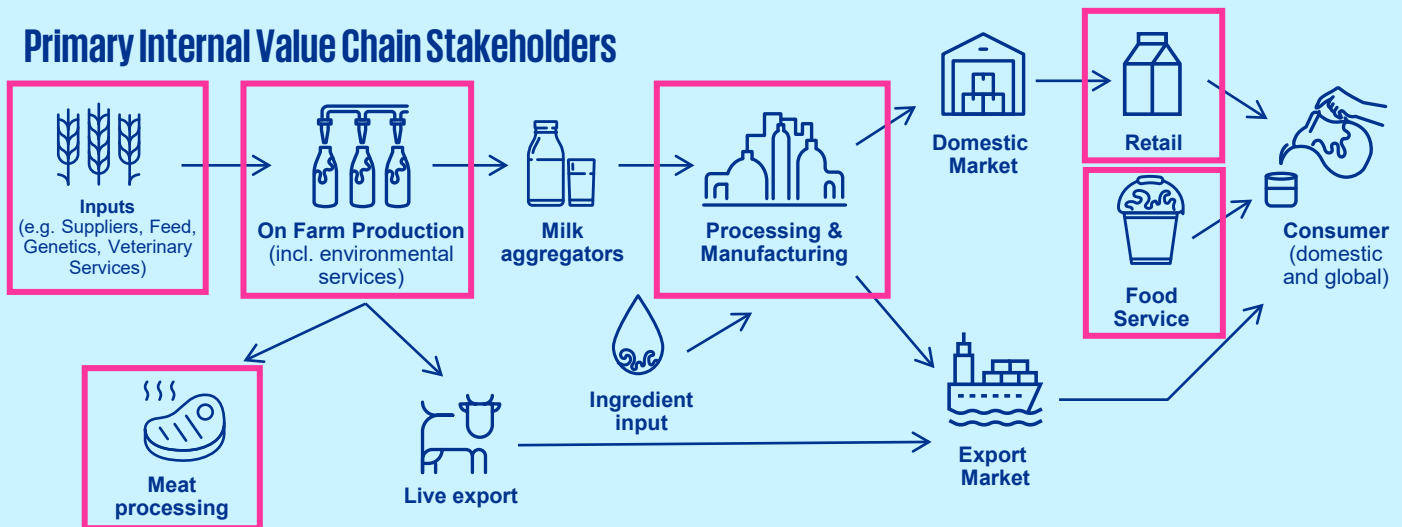 Primary Internal Value Chain Stakeholders
Inputs
(e.g. Suppliers, Feed,
Genetics, Veterinary
Services)
On Farm Production
(incl. environmental
services)
Milk
aggregators
Processing &
Manufacturing
Domestic
Market
Retail
Food
Service
Consumer
(domestic
and global)
Meat
processing
Live export
Ingredient
input
Export
Market